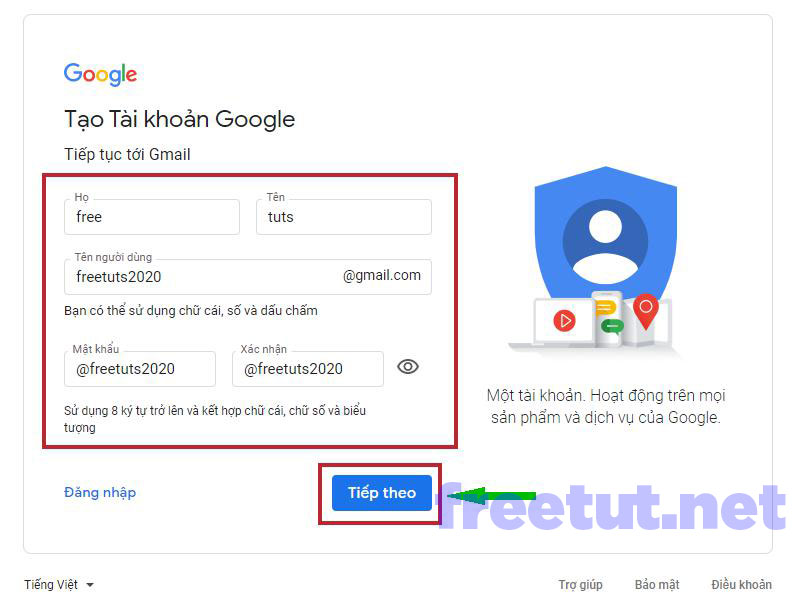 Google
Tạo Tài khoản Google
Tiếp tục tới Gmail
Họ
free
Tên
tuts
Tên người dùng
freetuts2020
@gmail.com
Bạn có thể sử dụng chữ cái, số và dấu chấm
Mật khẩu
@freetuts2020
Xác nhận
@freetuts2020
Sử dụng 8 ký tự trở lên và kết hợp chữ cái, chữ số và biểu
tượng
Một tài khoản. Hoạt động trên mọi
sản phẩm và dịch vụ của Google.
Đăng nhập
Tiếp theo
freetut.net
Tiếng Việt
Trợ giúp
Bảo mật
Điều khoản